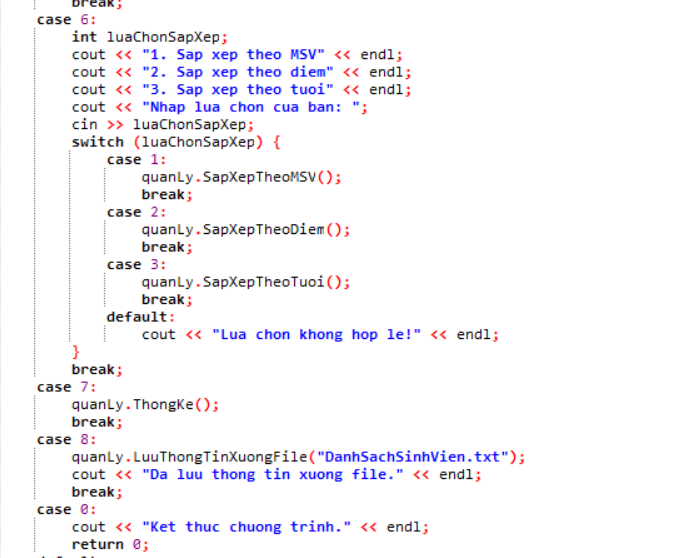 break;
case 6:
int luaChonSapXep;
cout << "1. Sap xep theo MSV" << endl;
cout << "2. Sap xep theo diem" << endl;
cout << "3. Sap xep theo tuoi" << endl;
cout << "Nhap lua chon cua ban: ";
cin >> luaChonSapXep;
switch (luaChonSapXep) {
case 1:
quanLy.SapXepTheoMSV();
break;
case 2:
quanLy.SapXepTheoDiem();
break;
case 3:
quanLy.SapXepTheoTuoi();
break;
default:
cout << "Lua chon khong hop le!" << endl;
}
break;
case 7:
quanLy.ThongKe();
break;
case 8:
quanLy.LuuThongTinXuongFile("DanhSachSinhVien.txt");
cout << "Da luu thong tin xuong file." << endl;
break;
case 0:
cout << "Ket thuc chuong trinh." << endl;
return 0;